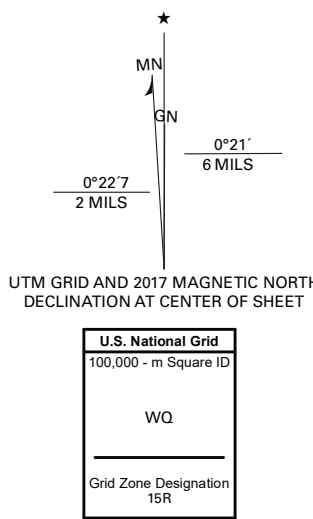 ★
MN
GN
0°21´
6 MILS
0°22´7
2 MILS
UTM GRID AND 2017 MAGNETIC NORTH
DECLINATION AT CENTER OF SHEET
U.S. National Grid
100,000 - m Square ID
WQ
Grid Zone Designation
15R